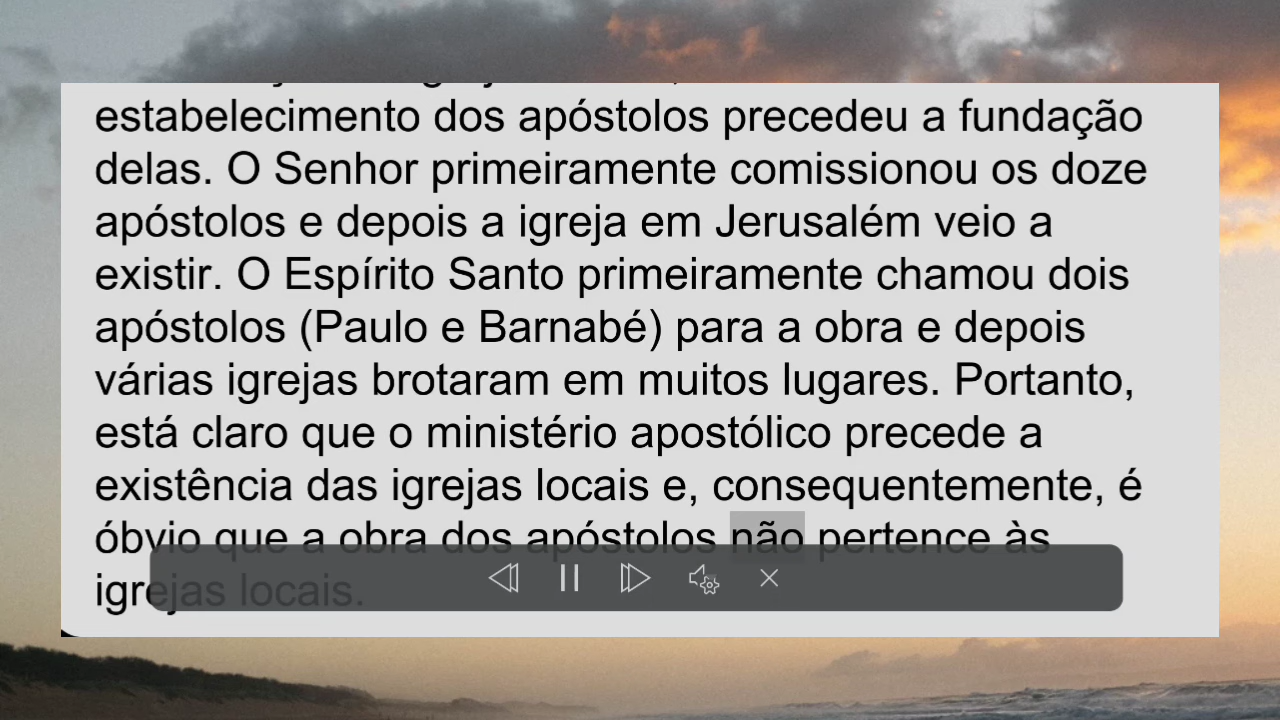 estabelecimento dos apóstolos precedeu a fundação
delas. O Senhor primeiramente comissionou os doze
apóstolos e depois a igreja em Jerusalém veio a
existir. O Espírito Santo primeiramente chamou dois
apóstolos (Paulo e Barnabé) para a obra e depois
várias igrejas brotaram em muitos lugares. Portanto,
está claro que o ministério apostólico precede a
existência das igrejas locais e, consequentemente, é
óbvio que a obra dos apóstolos não pertence às
igrejas locais.